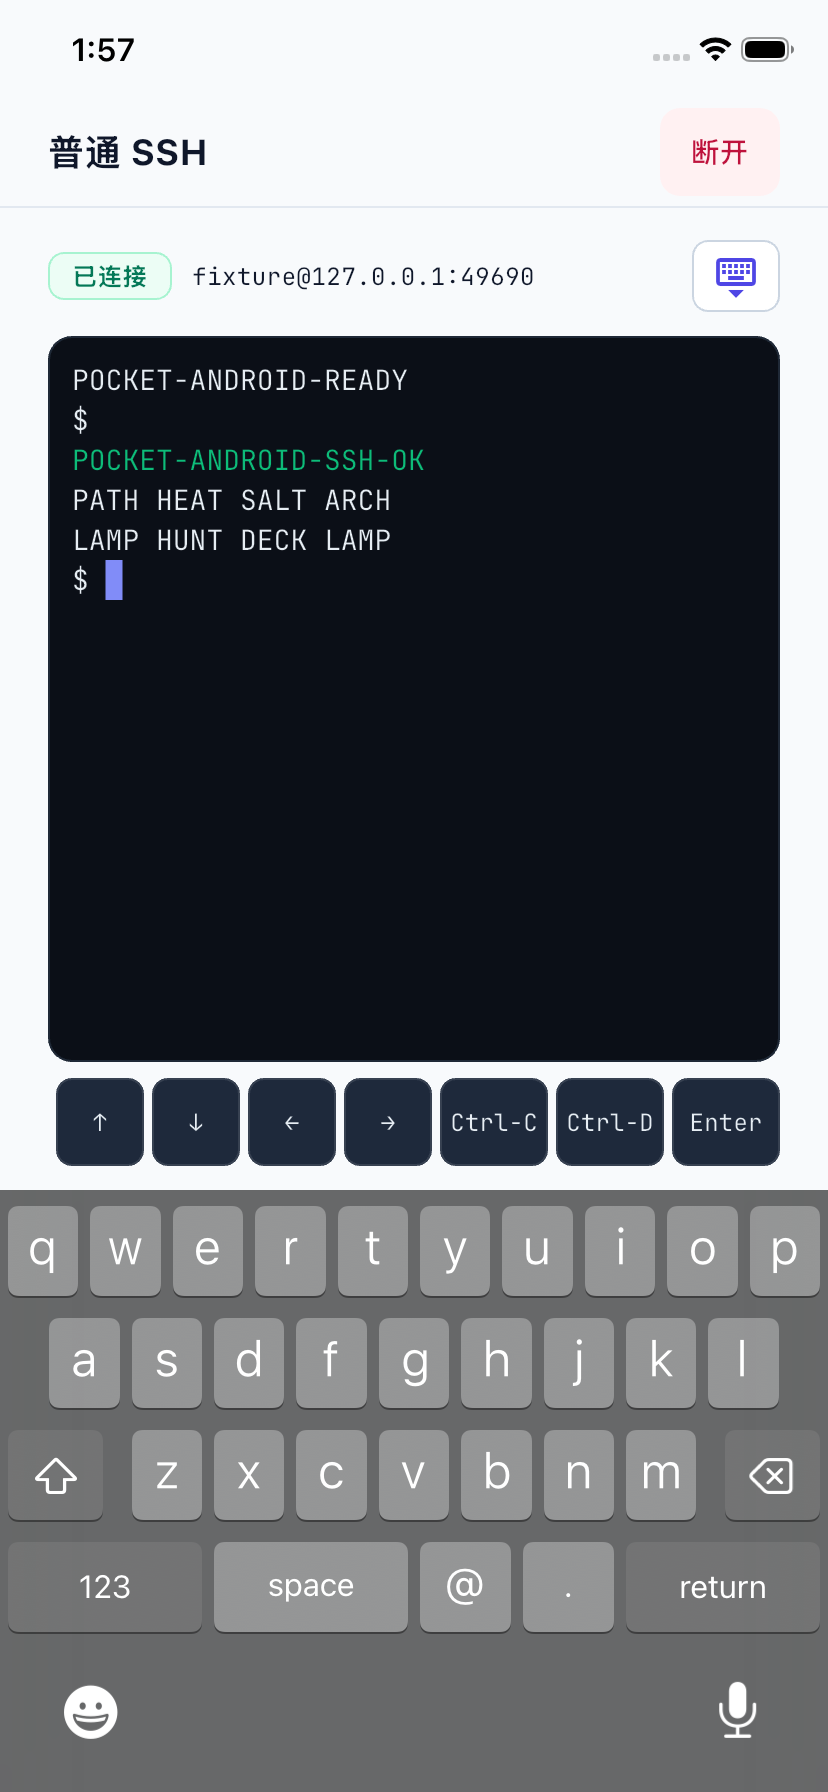 1:57
普通 SSH
断开
已连接 fixture@127.0.0.1:49690
POCKET-ANDROID-READY
$
POCKET-ANDROID-SSH-OK
PATH HEAT SALT ARCH
LAMP HUNT DECK LAMP
$
↑ ↓ ← → Ctrl-C Ctrl-D Enter
q w e r t y u i o p
a s d f g h j k l
z x c v b n m
123 space @ . return